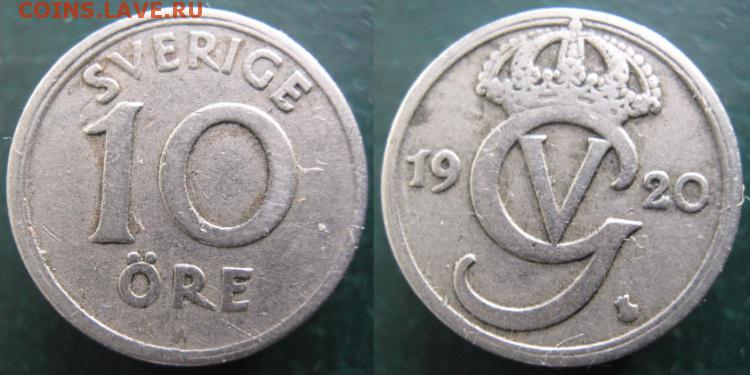 COINS.LAVE.RU
SVERIGE
10
ÖRE
GV
19 20